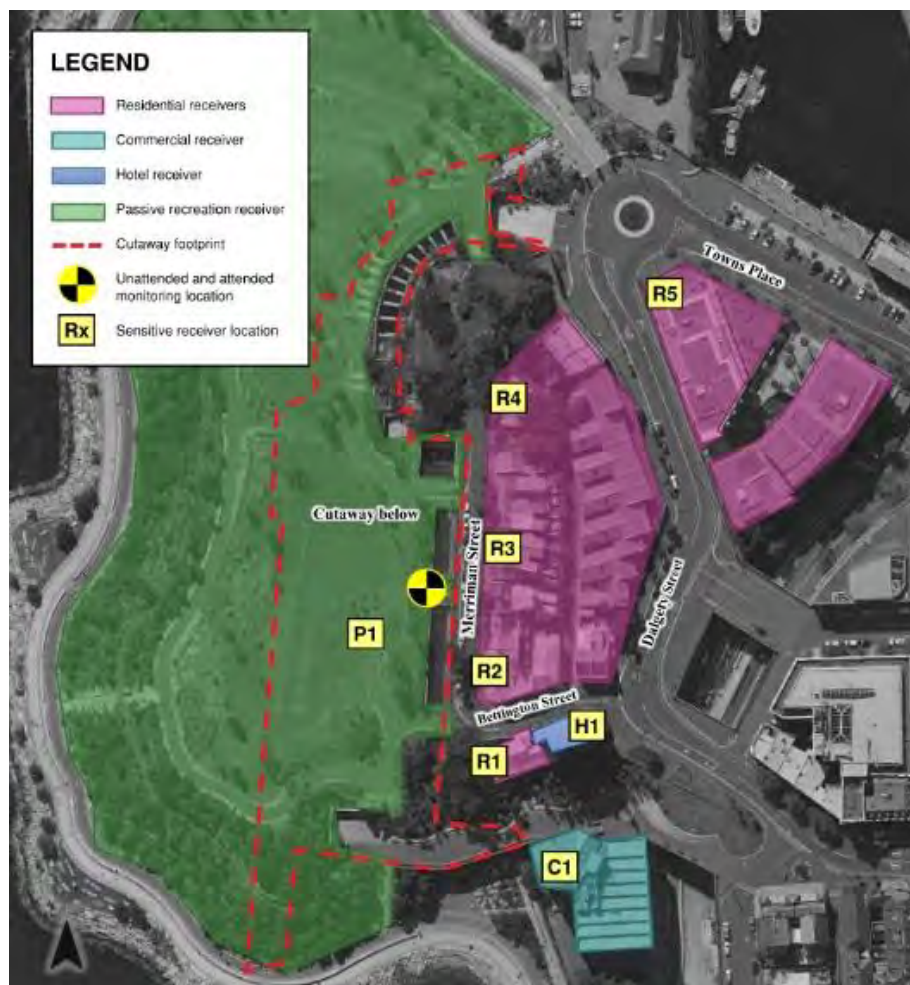 LEGEND
Residential receivers
Commercial receiver
Hotel receiver
Passive recreation receiver
Cutaway footprint
Unattended and attended
monitoring location
Rx
Sensitive receiver location
Towns Place
R5
R4
Cutaway below
R3
Merriman Street
P1
Dalgety Street
R2
Bettington Street
H1
R1
C1